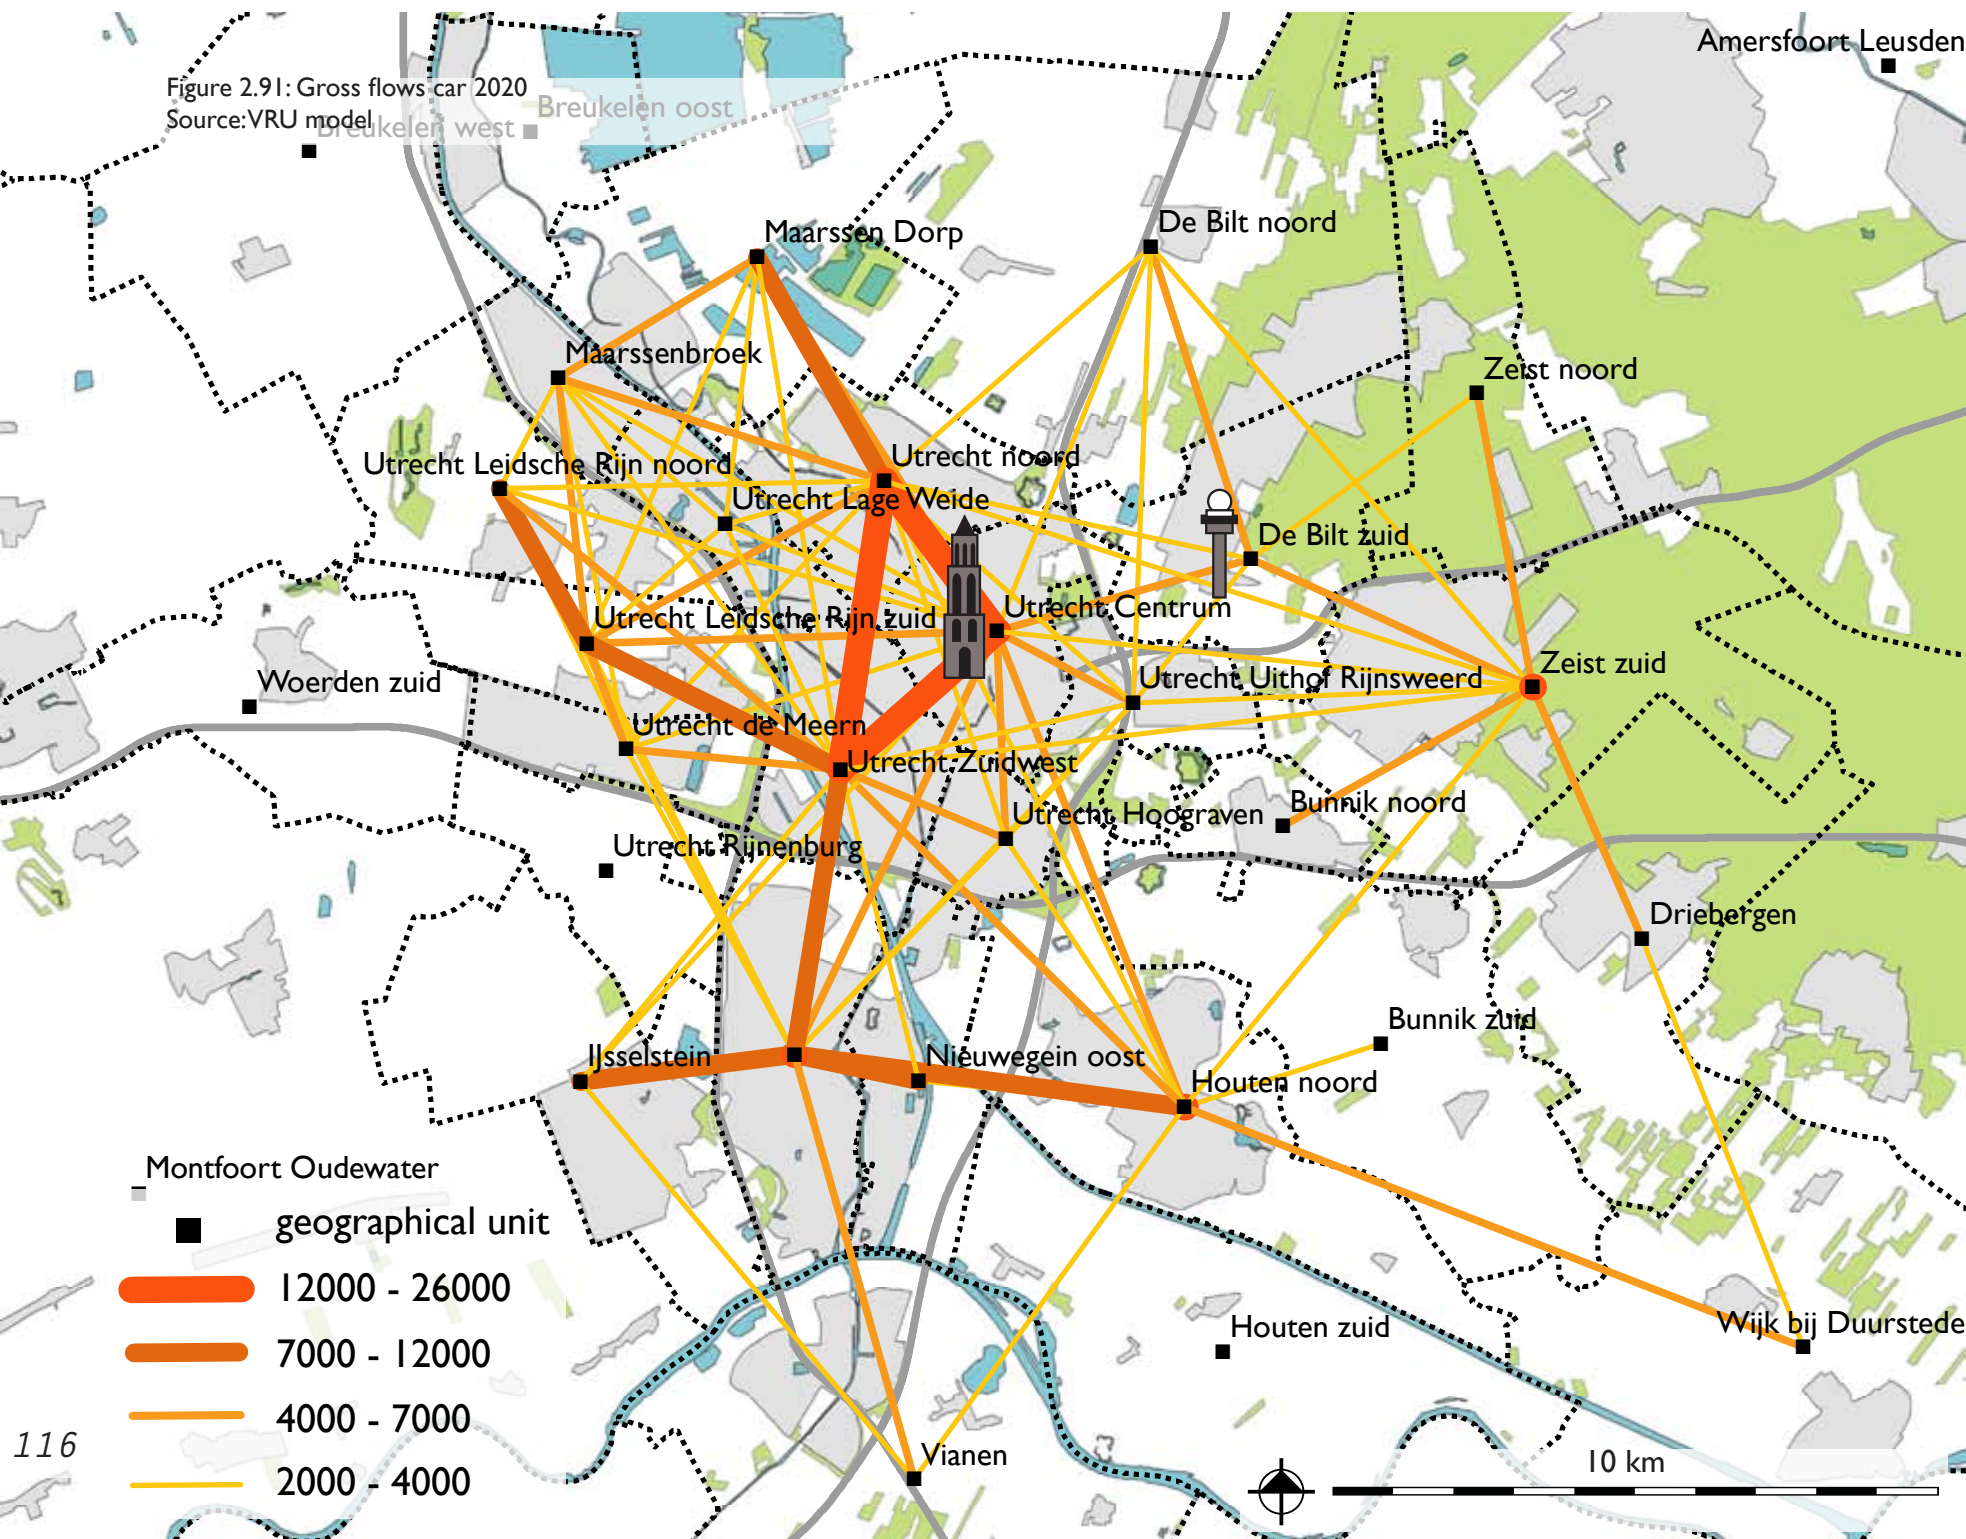 Amersfoort Leusden
Figure 2.91: Gross flows car 2020
Source: VRU model
Breukelen oost
Breukelen west
De Bilt noord
Maarssen Dorp
Maarssenbroek
Zeist noord
Utrecht noord
Utrecht Leidsche Rijn noord
Utrecht Lage Weide
De Bilt zuid
Utrecht Centrum
Utrecht Leidsche Rijn zuid
Zeist zuid
Utrecht Uithof Rijnsweerd
Woerden zuid
Utrecht de Meern
Utrecht Zuidwest
Bunnik noord
Utrecht Hoograven
Utrecht Rijnenburg
Driebergen
Bunnik zuid
IJsselstein
Nieuwegein oost
Houten noord
Montfoort Oudewater
geographical unit
12000 - 26000
7000 - 12000
4000 - 7000
2000 - 4000
Houten zuid
Wijk bij Duurstede
116
Vianen
10 km